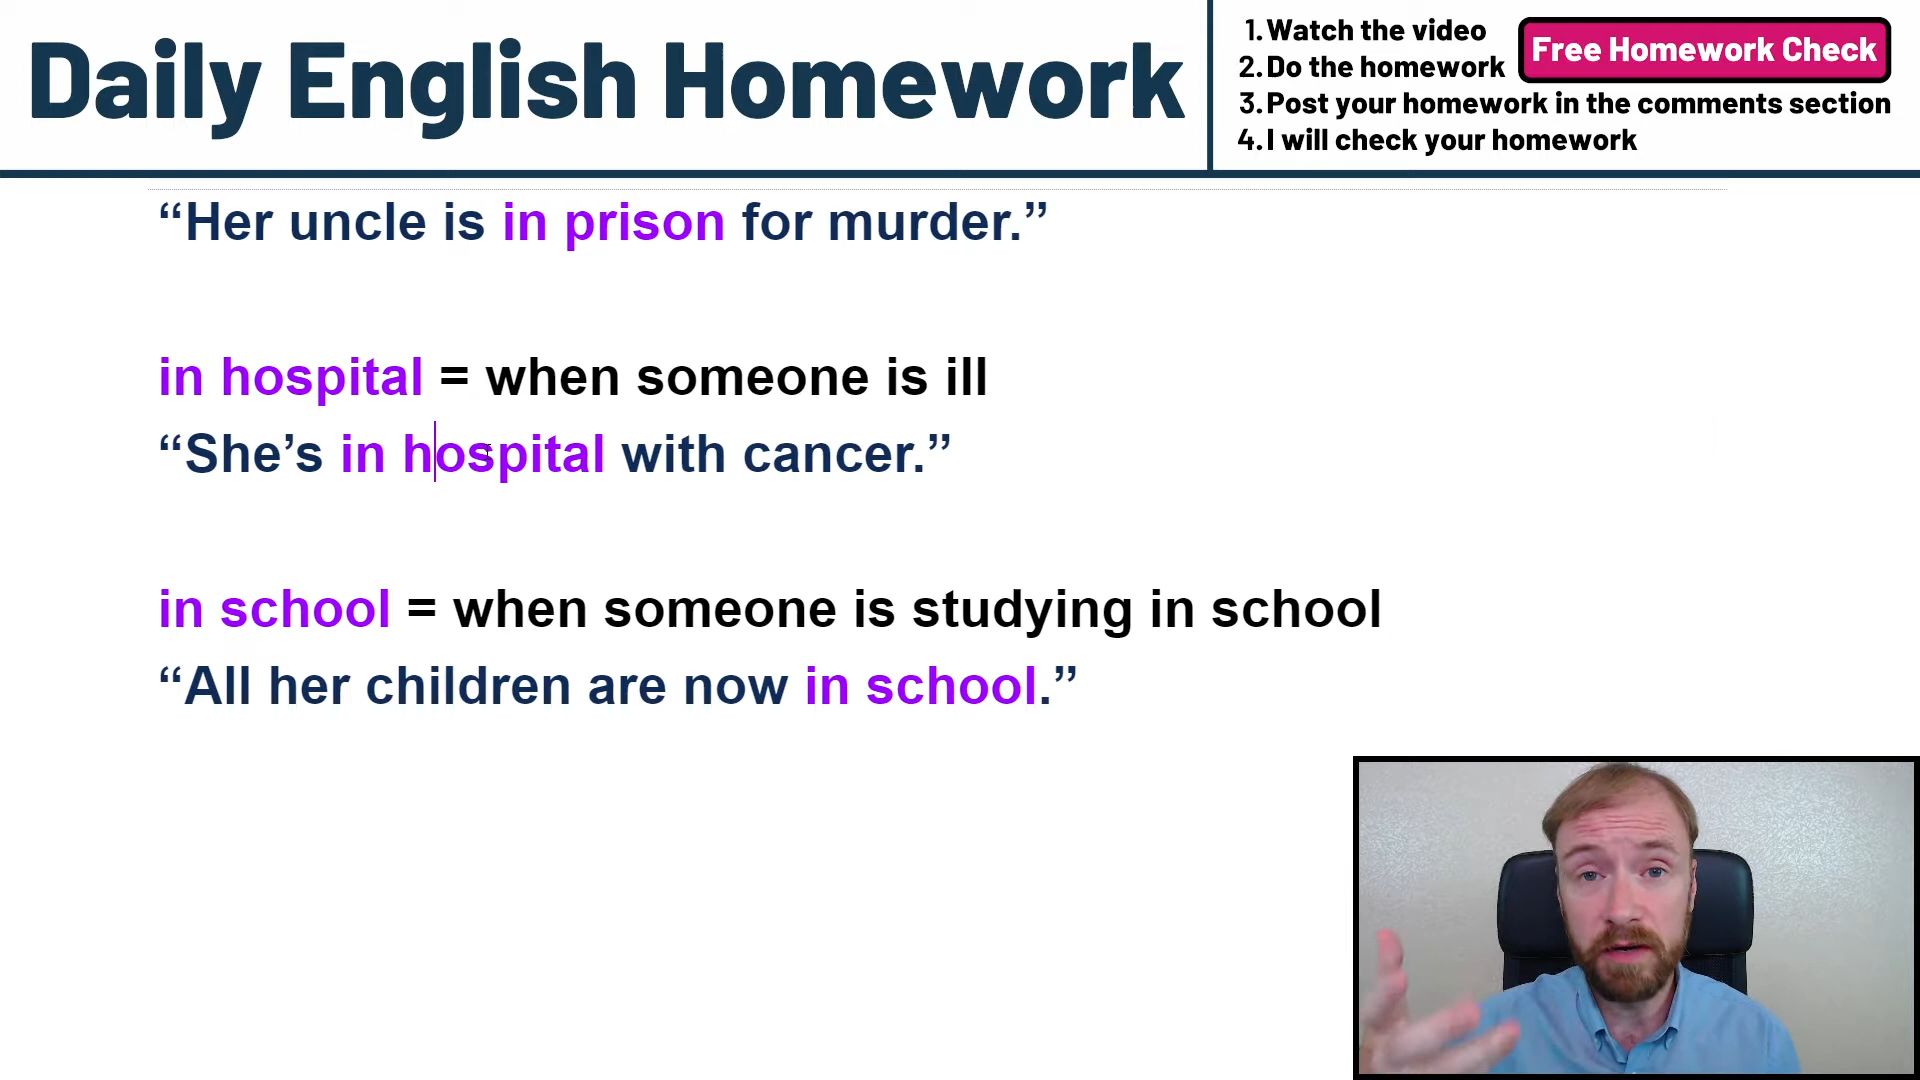 Daily English Homework
1. Watch the video
2. Do the homework
Free Homework Check
3. Post your homework in the comments section
4. I will check your homework
“Her uncle is in prison for murder.”
in hospital = when someone is ill
“She’s in hospital with cancer.”
in school = when someone is studying in school
“All her children are now in school.”